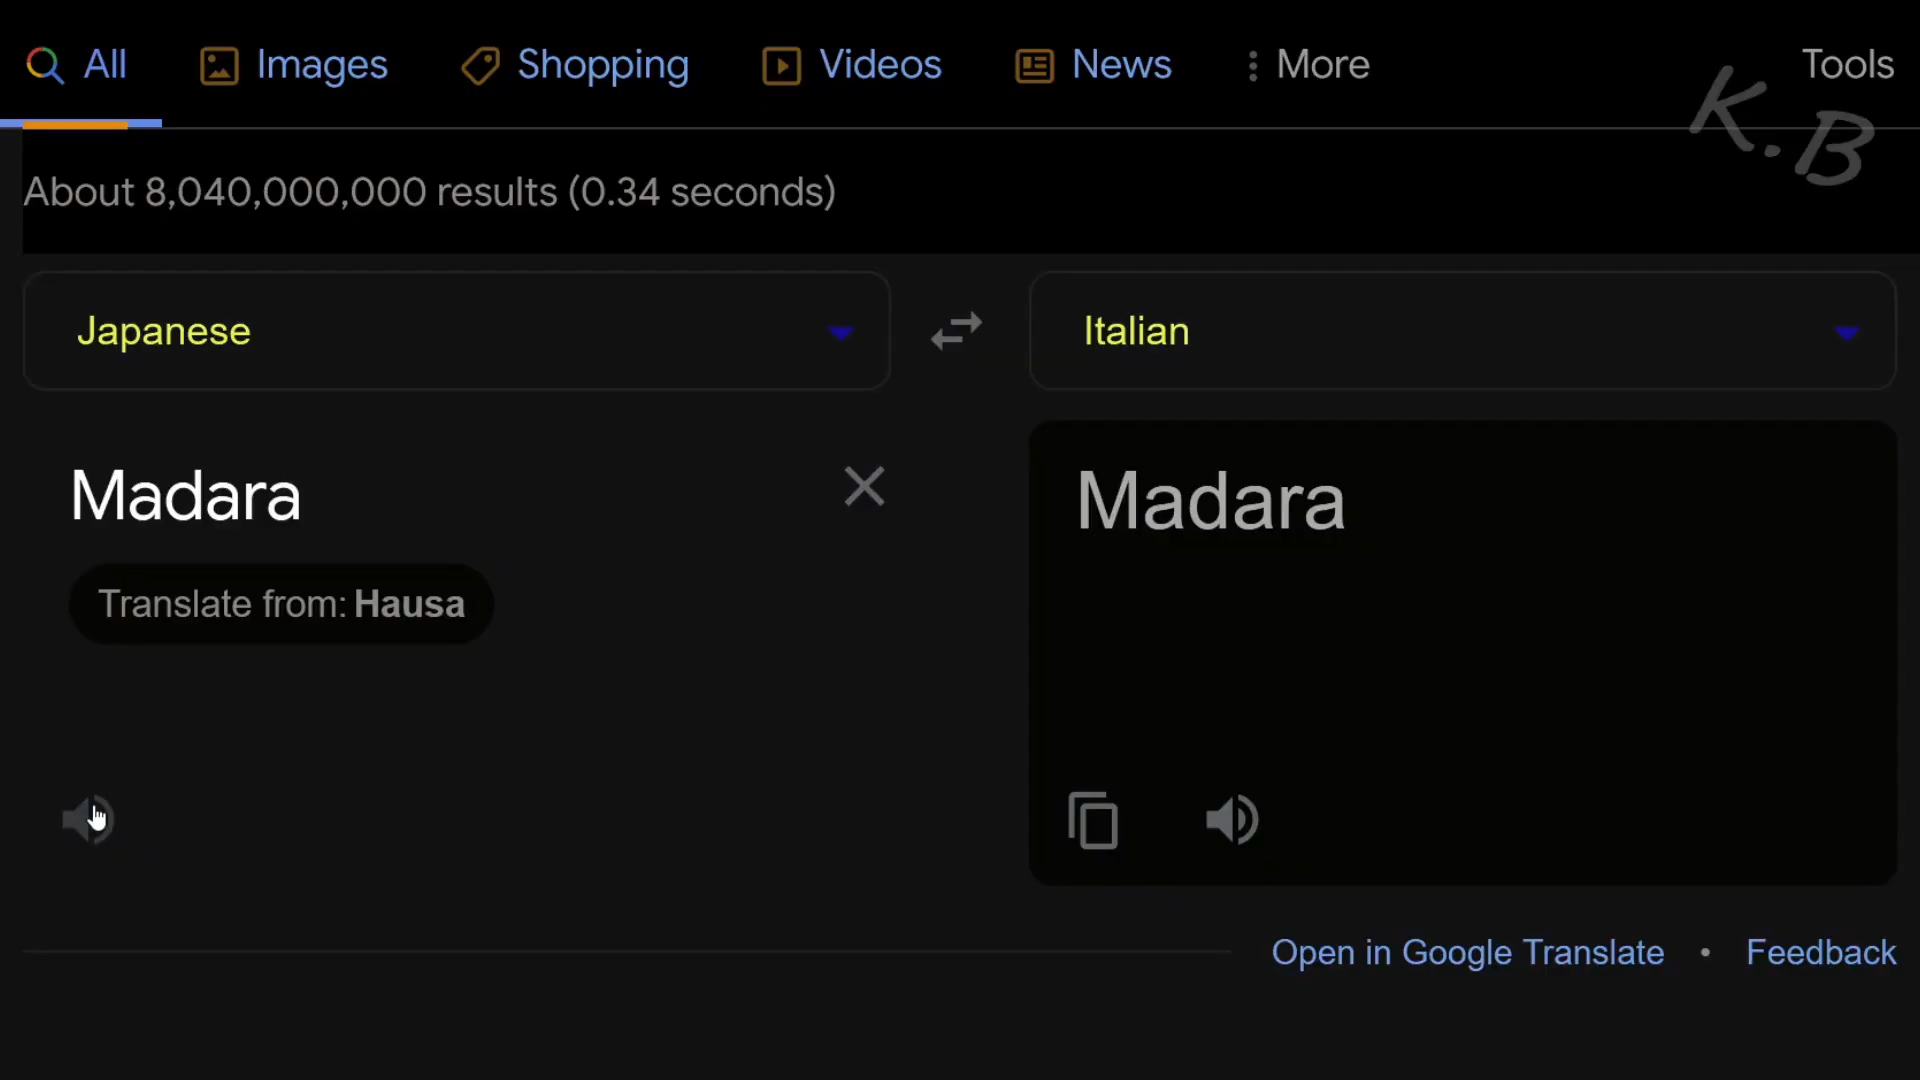 All Images Shopping Videos News More Tools
K.B
About 8,040,000,000 results (0.34 seconds)
Japanese Italian
Madara Madara
Translate from: Hausa
Open in Google Translate • Feedback